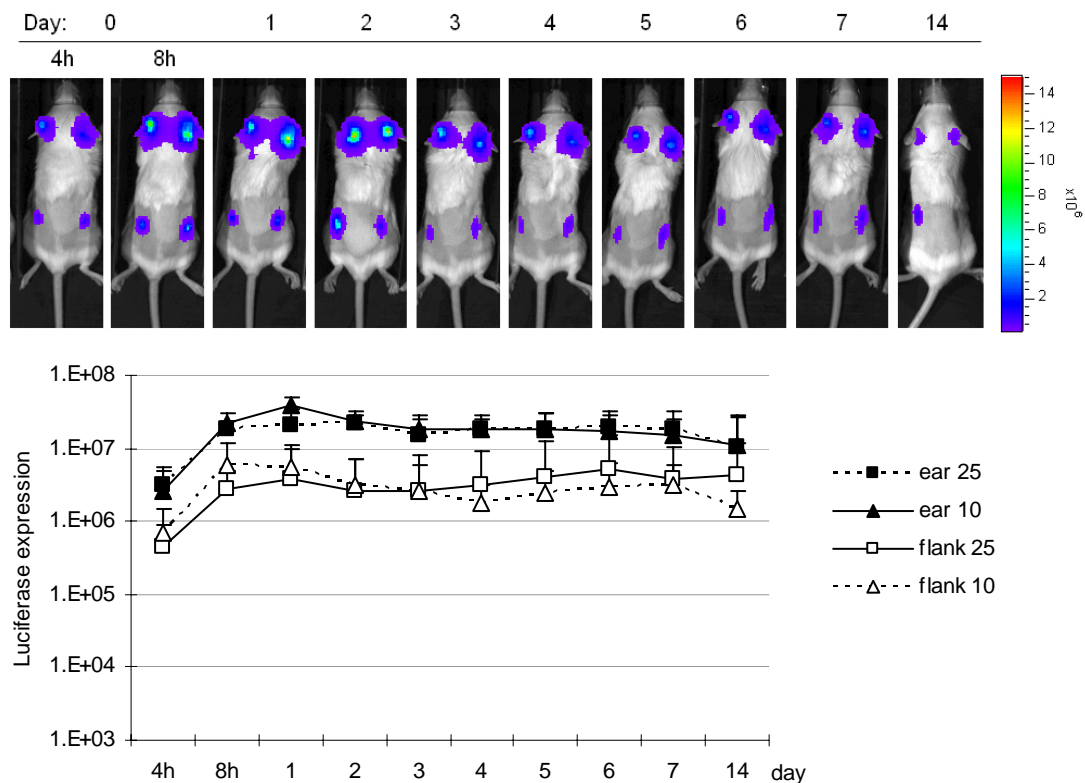 Day: 0 1 2 3 4 5 6 7 14
4h 8h
14
12
10
8
6
4
2
x10^6
1.E+08
1.E+07
1.E+06
1.E+05
1.E+04
1.E+03
Luciferase expression
4h 8h 1 2 3 4 5 6 7 14 day
ear 25
ear 10
flank 25
flank 10